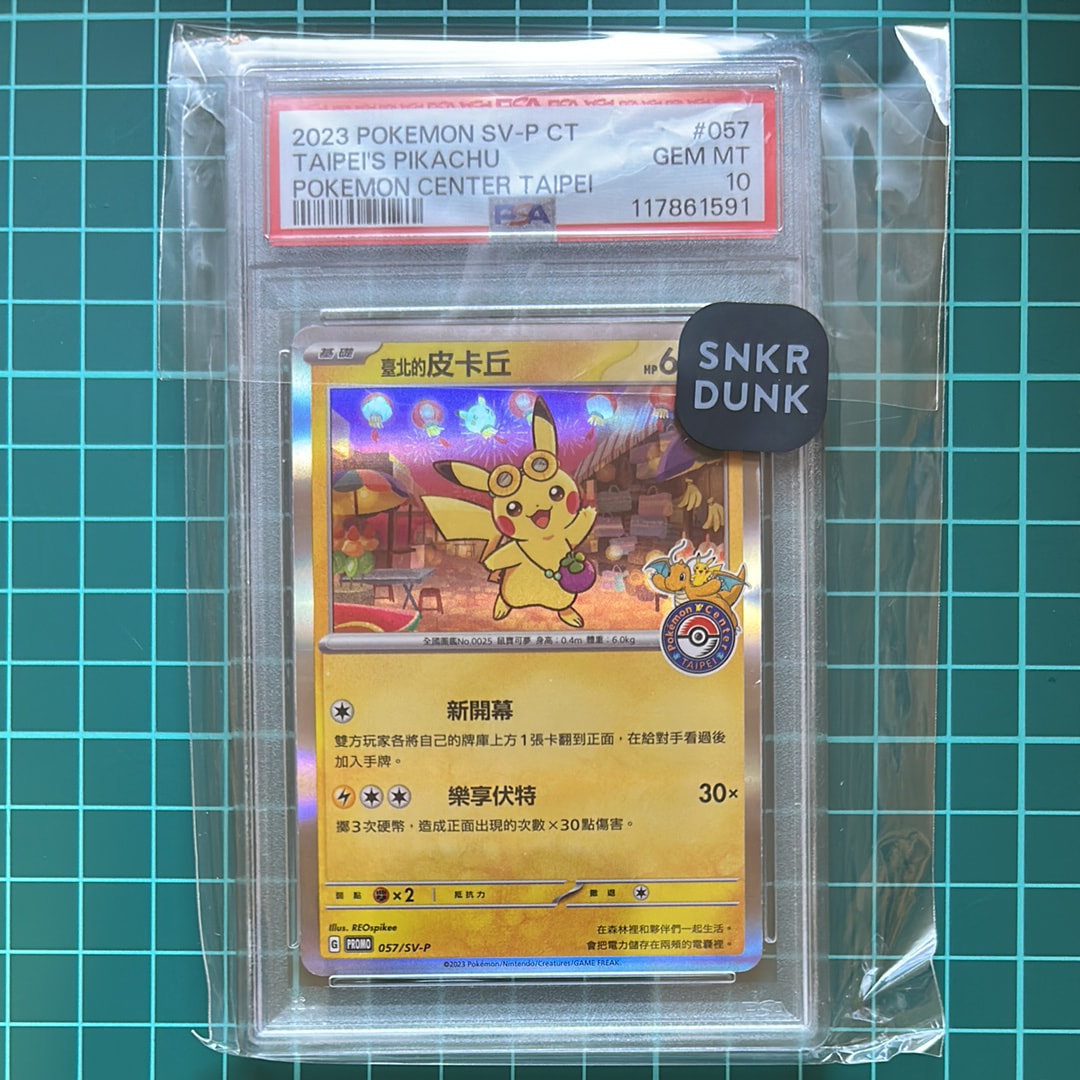 2023 POKEMON SV-P CT #057
TAIPEI'S PIKACHU GEM MT
POKEMON CENTER TAIPEI 10
PSA 117861591
SNKR
DUNK
基礎 臺北的皮卡丘 HP 6
全國圖鑑No.0025 鼠寶可夢 身高：0.4m 體重：6.0kg
Pokémon Center
TAIPEI
新開幕
雙方玩家各將自己的牌庫上方1張卡翻到正面，在給對手看過後
加入手牌。
樂享伏特 30×
擲3次硬幣，造成正面出現的次數×30點傷害。
弱點 ×2 抵抗力 撤退
Illus. REOspikee
G PROMO 057/SV-P
在森林裡和夥伴們一起生活。
會把電力儲存在兩頰的電囊裡。
©2023 Pokémon/Nintendo/Creatures/GAME FREAK.